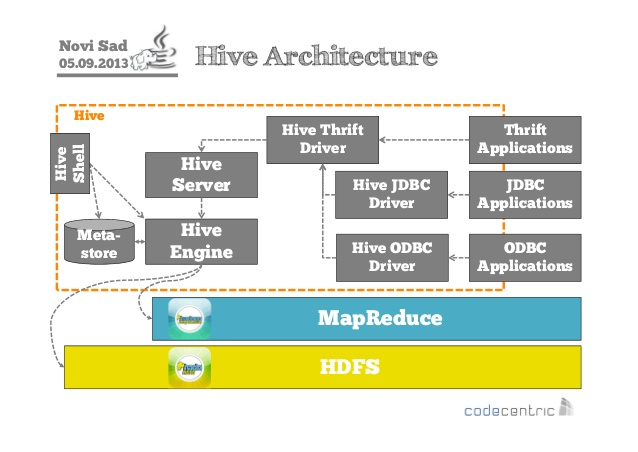 Novi Sad
05.09.2013
Hive Architecture
Hive
Hive
Shell
Hive Thrift
Driver
Thrift
Applications
Hive
Server
Hive JDBC
Driver
JDBC
Applications
Meta-
store
Hive
Engine
Hive ODBC
Driver
ODBC
Applications
MapReduce
HDFS
codecentric